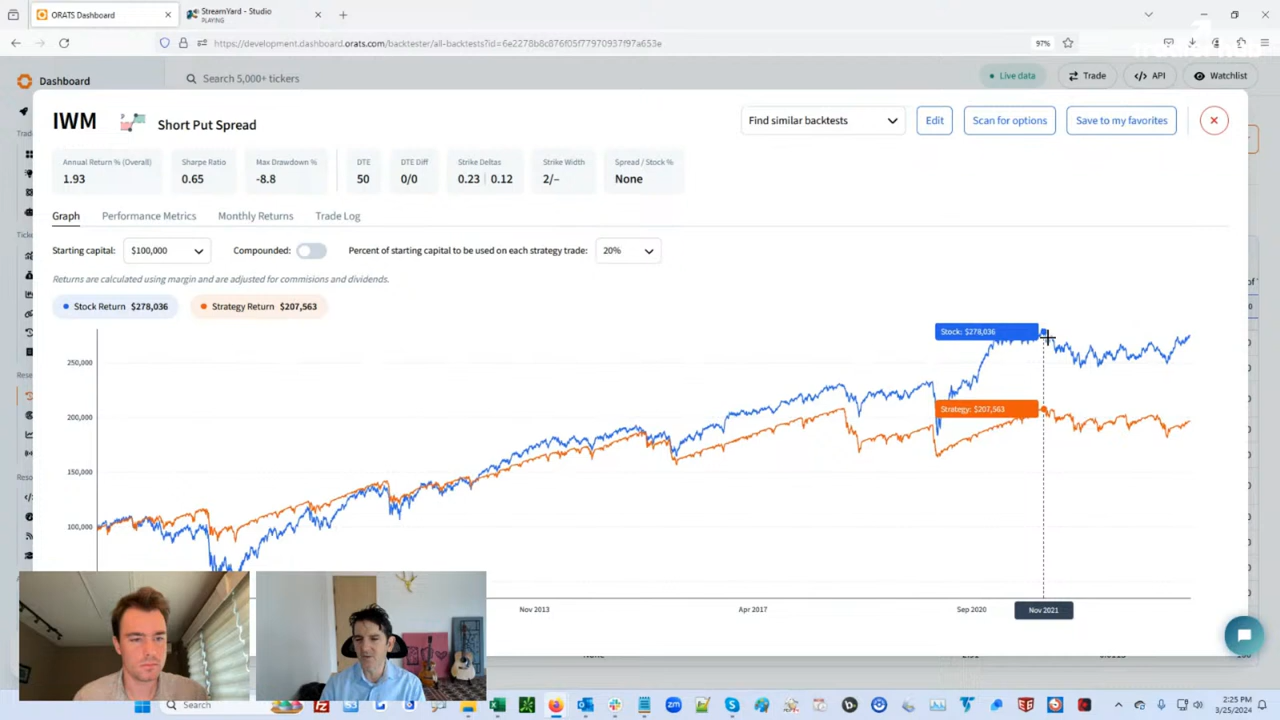 ORATS Dashboard
StreamYard - Studio
PLAYING
https://development.dashboard.orats.com/backtester/all-backtests?id=6e2278b8c876f05f77970937f97a653e
97%
Dashboard
Search 5,000+ tickers
Live data
Trade
</> API
Watchlist
IWM
Short Put Spread
Find similar backtests
Edit
Scan for options
Save to my favorites
Annual Return % (Overall)
1.93
Sharpe Ratio
0.65
Max Drawdown %
-8.8
DTE
50
DTE Diff
0/0
Strike Deltas
0.23 | 0.12
Strike Width
2/–
Spread / Stock %
None
Graph
Performance Metrics
Monthly Returns
Trade Log
Starting capital:
$100,000
Compounded:
Percent of starting capital to be used on each strategy trade:
20%
Returns are calculated using margin and are adjusted for commisions and dividends.
Stock Return $278,036
Strategy Return $207,563
Stock: $278,036
250,000
200,000
Strategy: $207,563
150,000
100,000
Nov 2013
Apr 2017
Sep 2020
Nov 2021
Search
2:25 PM
3/25/2024